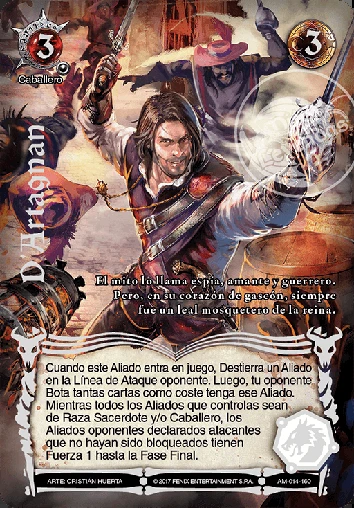 3
3
Caballero
D'Artagnan
El mito lo llama espía, amante y guerrero.
Pero, en su corazón de gascón, siempre
fue un leal mosquetero de la reina.
Cuando este Aliado entra en juego, Destierra un Aliado
en la Línea de Ataque oponente. Luego, tu oponente
Bota tantas cartas como coste tenga ese Aliado.
Mientras todos los Aliados que controlas sean
de Raza Sacerdote y/o Caballero, los
Aliados oponentes declarados atacantes
que no hayan sido bloqueados tienen
Fuerza 1 hasta la Fase Final.
ARTE: CRISTIAN HUERTA
© 2017 FENIX ENTERTAINMENT S.P.A.
AM-014-160